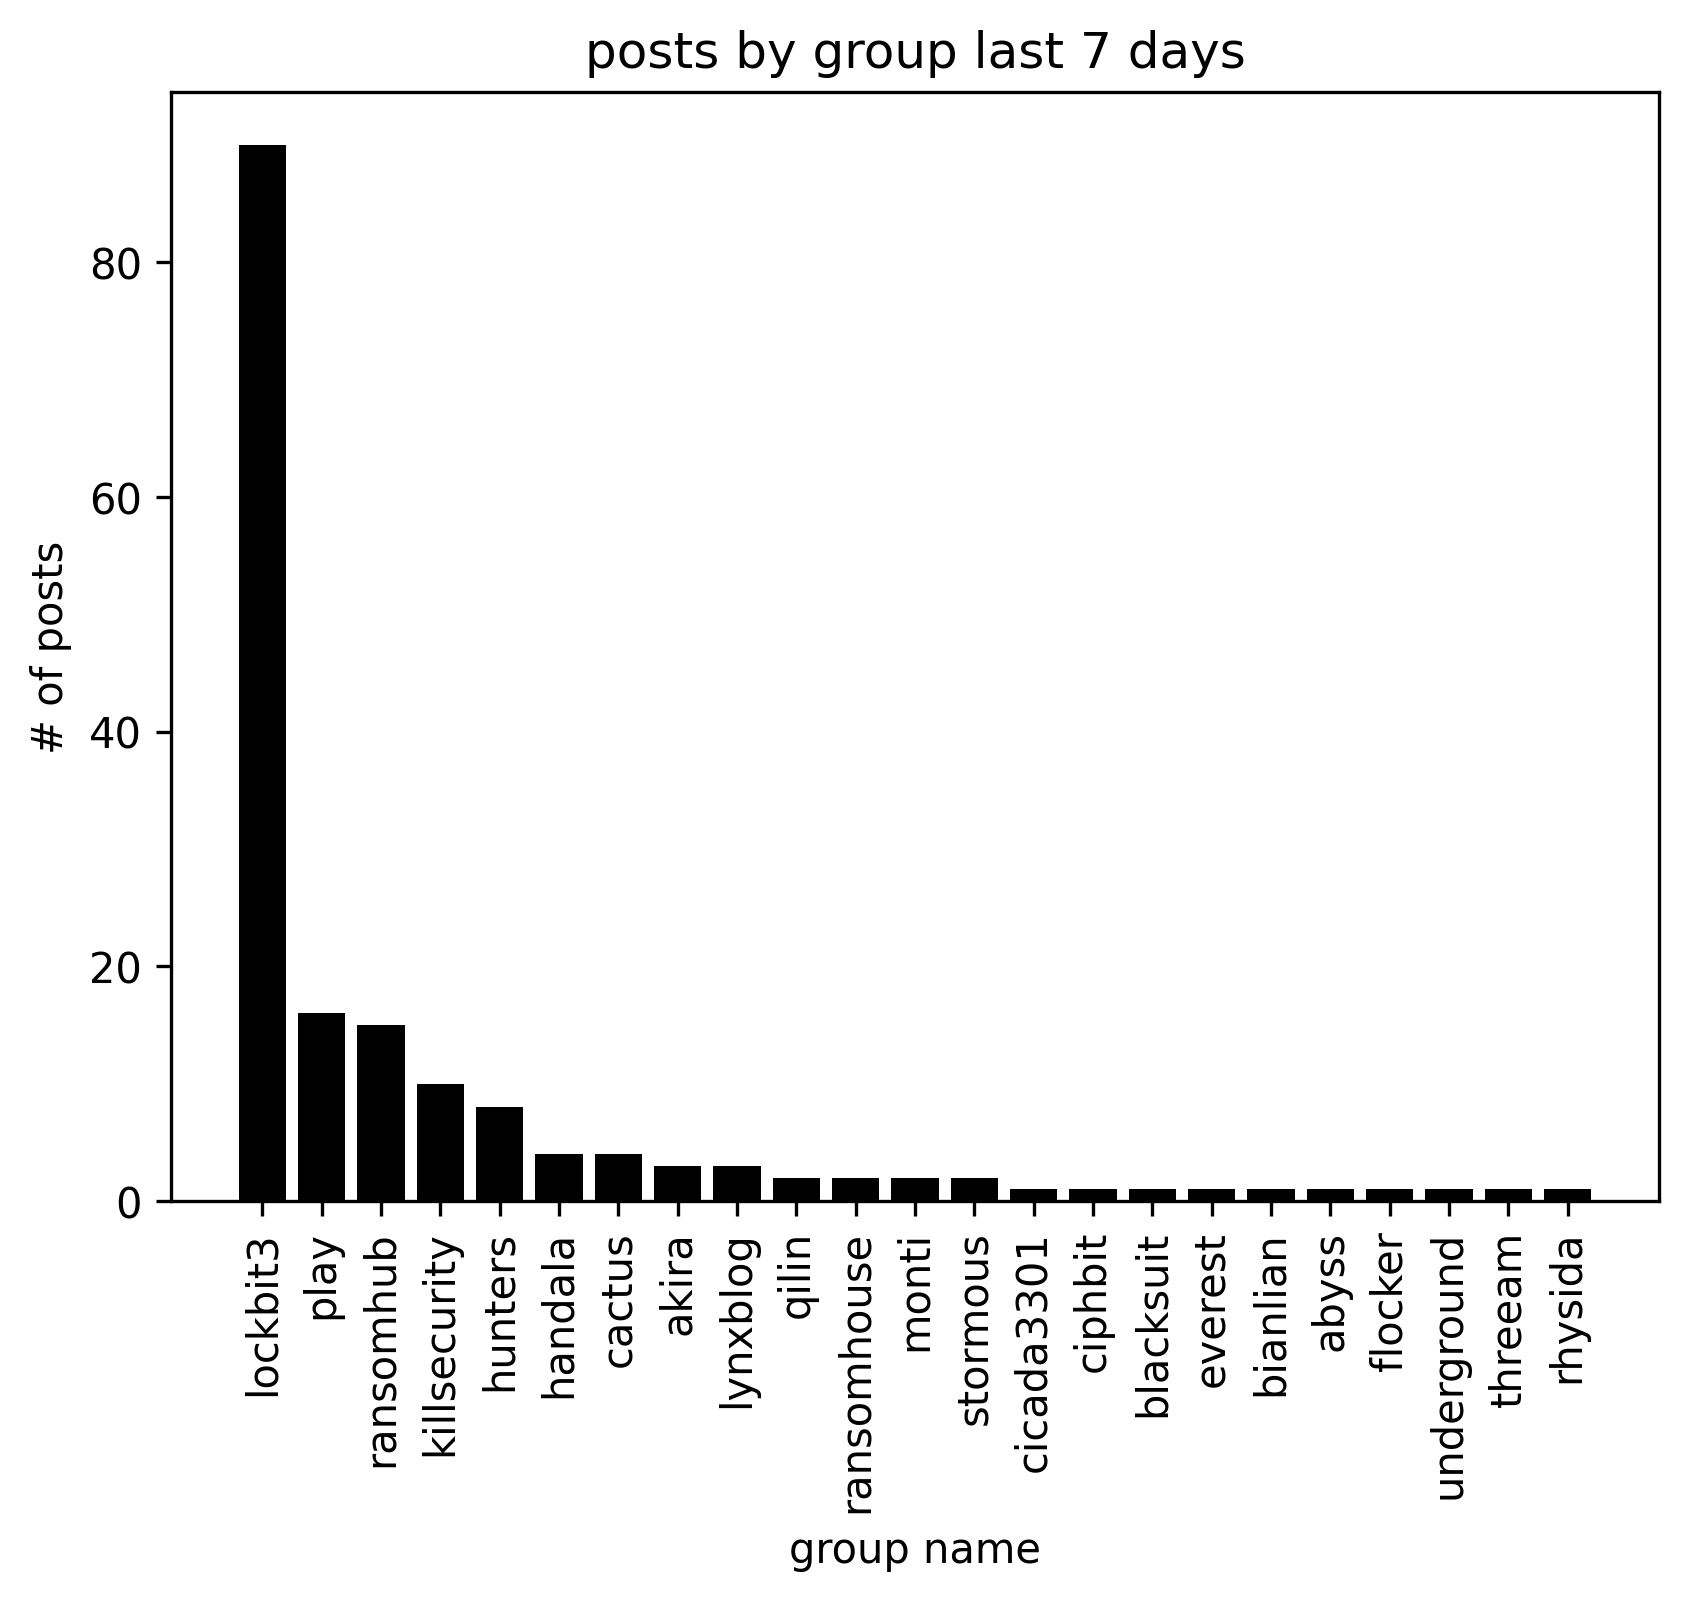 posts by group last 7 days
# of posts
80
60
40
20
0
lockbit3
play
ransomhub
killsecurity
hunters
handala
cactus
akira
lynxblog
qilin
ransomhouse
monti
stormous
cicada3301
ciphbit
blacksuit
everest
bianlian
abyss
flocker
underground
threeam
rhysida
group name